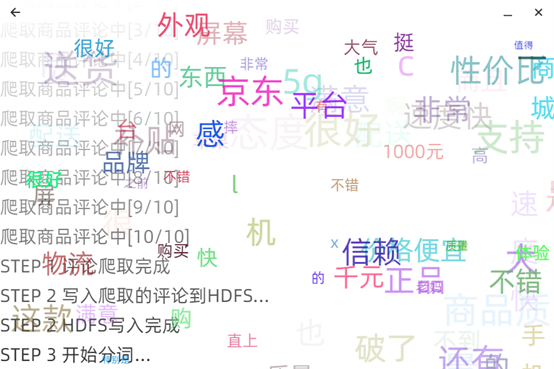 爬取商品评论中[3/10]
爬取商品评论中[4/10]
爬取商品评论中[5/10]
爬取商品评论中[6/10]
爬取商品评论中[7/10]
爬取商品评论中[8/10]
爬取商品评论中[9/10]
爬取商品评论中[10/10]
STEP 1 评论爬取完成
STEP 2 写入爬取的评论到HDFS...
STEP 2 HDFS写入完成
STEP 3 开始分词...
外观
购买
屏幕
很好
大气
挺
值得
送货
的
非常
也
C
性价比
商
东西
5g
京东
平台
满意
城
非常
速度快
配送
网
感
摔
态度
很好
支持
1000元
高
品牌
不错
很好
不错
屏
l
速
机
购买
x
信赖
价格便宜
质量
体验
物流
快
的
千元
正品
大
不错
快
这款
满意
购
商品质
直上
也
破了
不到
手
还有
的
机